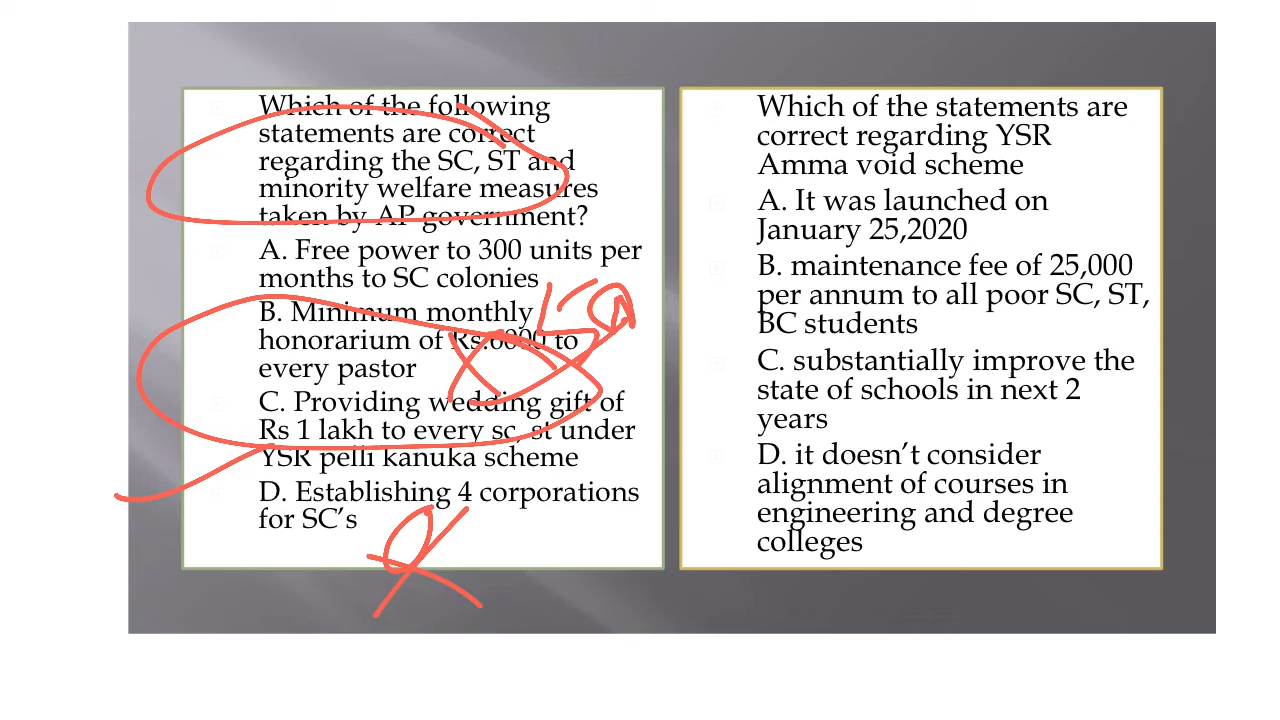 Which of the following
statements are correct
regarding the SC, ST and
minority welfare measures
taken by AP government?
A. Free power to 300 units per
months to SC colonies
B. Minimum monthly
honorarium of Rs.6000 to
every pastor
C. Providing wedding gift of
Rs 1 lakh to every sc, st under
YSR pelli kanuka scheme
D. Establishing 4 corporations
for SC’s
Which of the statements are
correct regarding YSR
Amma void scheme
A. It was launched on
January 25,2020
B. maintenance fee of 25,000
per annum to all poor SC, ST,
BC students
C. substantially improve the
state of schools in next 2
years
D. it doesn’t consider
alignment of courses in
engineering and degree
colleges